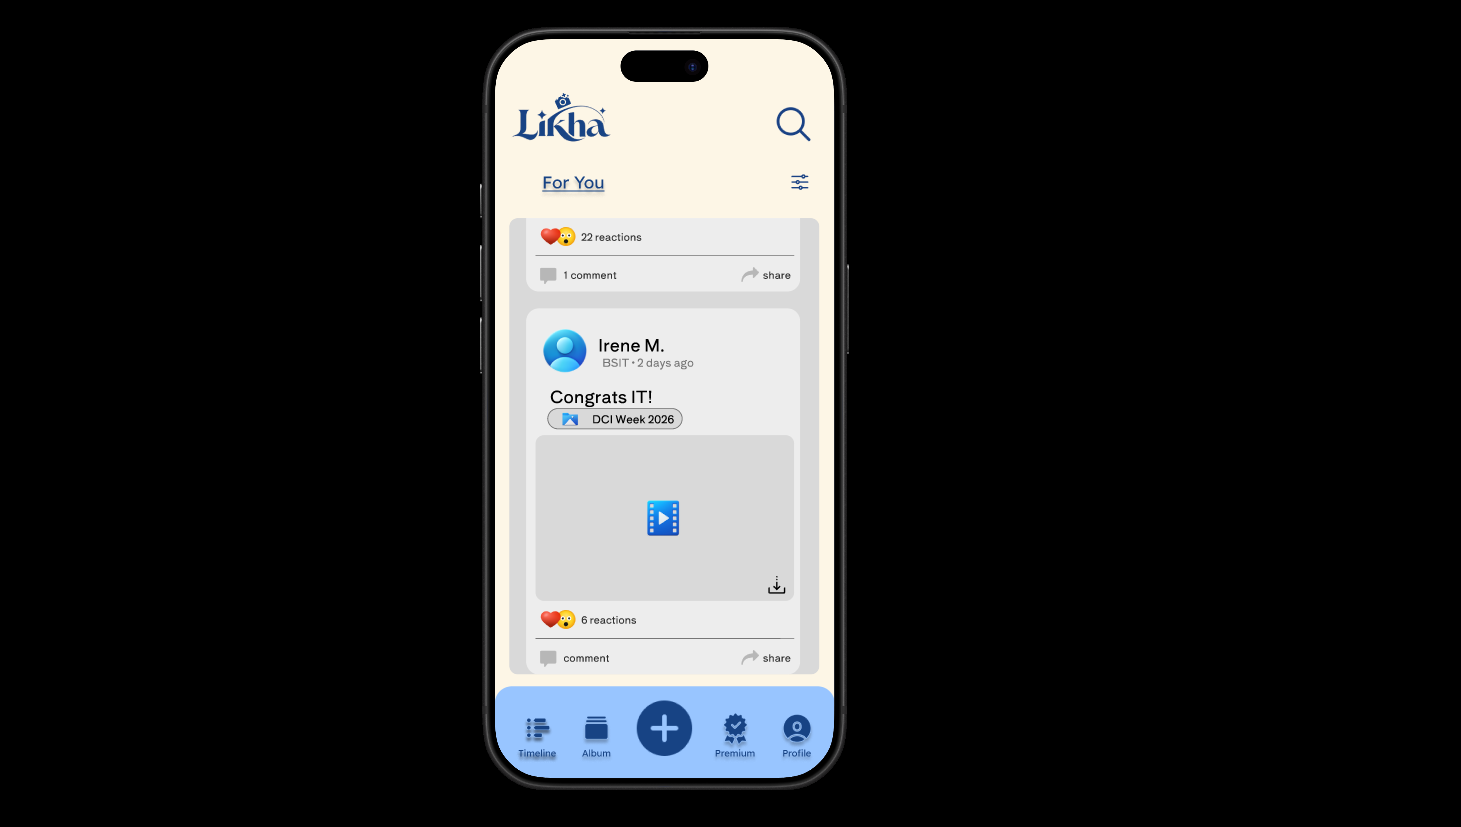 Likha
For You
22 reactions
1 comment
share
Irene M.
BSIT • 2 days ago
Congrats IT!
DCI Week 2026
6 reactions
comment
share
Timeline
Album
Premium
Profile